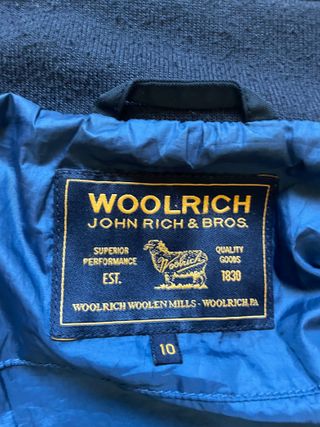 WOOLRICH
JOHN RICH & BROS.
SUPERIOR PERFORMANCE
QUALITY GOODS
Woolrich
EST. 1830
WOOLRICH WOOLEN MILLS - WOOLRICH, PA
10